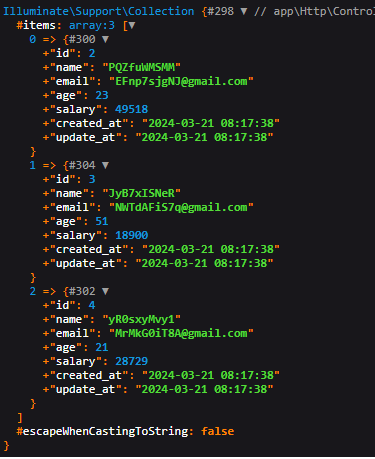 Illuminate\Support\Collection {#298 ▼ // app\Http\Contro
#items: array:3 [▼
0 => {#300 ▼
+"id": 2
+"name": "PQZfuWMSMM"
+"email": "EFnp7sjgNJ@gmail.com"
+"age": 23
+"salary": 49518
+"created_at": "2024-03-21 08:17:38"
+"update_at": "2024-03-21 08:17:38"
}
1 => {#304 ▼
+"id": 3
+"name": "JyB7xISNeR"
+"email": "NWTdAFiS7q@gmail.com"
+"age": 51
+"salary": 18900
+"created_at": "2024-03-21 08:17:38"
+"update_at": "2024-03-21 08:17:38"
}
2 => {#302 ▼
+"id": 4
+"name": "yR0sxyMvy1"
+"email": "MrMkG0iT8A@gmail.com"
+"age": 21
+"salary": 28729
+"created_at": "2024-03-21 08:17:38"
+"update_at": "2024-03-21 08:17:38"
}
]
#escapeWhenCastingToString: false
}